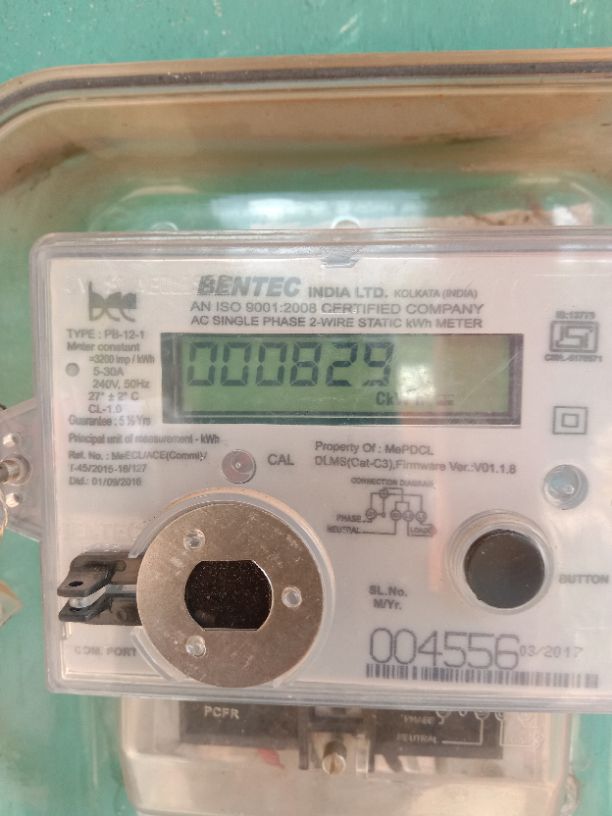 bee
BENTEC INDIA LTD. KOLKATA (INDIA)
AN ISO 9001:2008 CERTIFIED COMPANY
AC SINGLE PHASE 2-WIRE STATIC kWh METER
TYPE : PB-12-1
Meter constant
=3200 imp / kWh
5-30A
240V, 50Hz
27° ± 2° C
CL-1.0
Guarantee : 5 ½ Yrs
000829
Principal unit of measurement - kWh
Ref. No. : MeECL/ACE(Comml)/
T-45/2015-16/127
Dtd.: 01/09/2016
CAL
Property Of : MePDCL
DLMS(Cat-C3),Firmware Ver.:V01.1.8
CONNECTION DIAGRAM
PHASE
NEUTRAL
LOAD
BUTTON
SL.No.
M/Yr.
004556 03/2017
COM. PORT
PCFR
PHASE
NEUTRAL